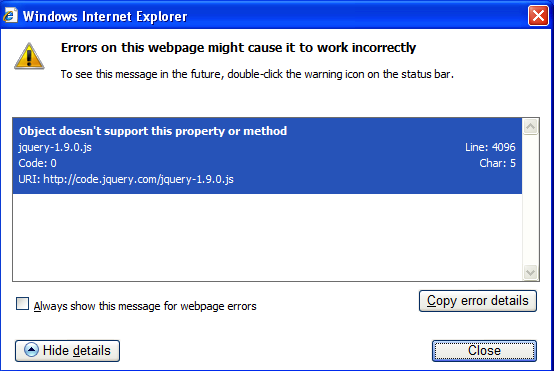 Windows Internet Explorer
Errors on this webpage might cause it to work incorrectly
To see this message in the future, double-click the warning icon on the status bar.
Object doesn't support this property or method
jquery-1.9.0.js Line: 4096
Code: 0 Char: 5
URI: http://code.jquery.com/jquery-1.9.0.js
Always show this message for webpage errors
Copy error details
Hide details
Close